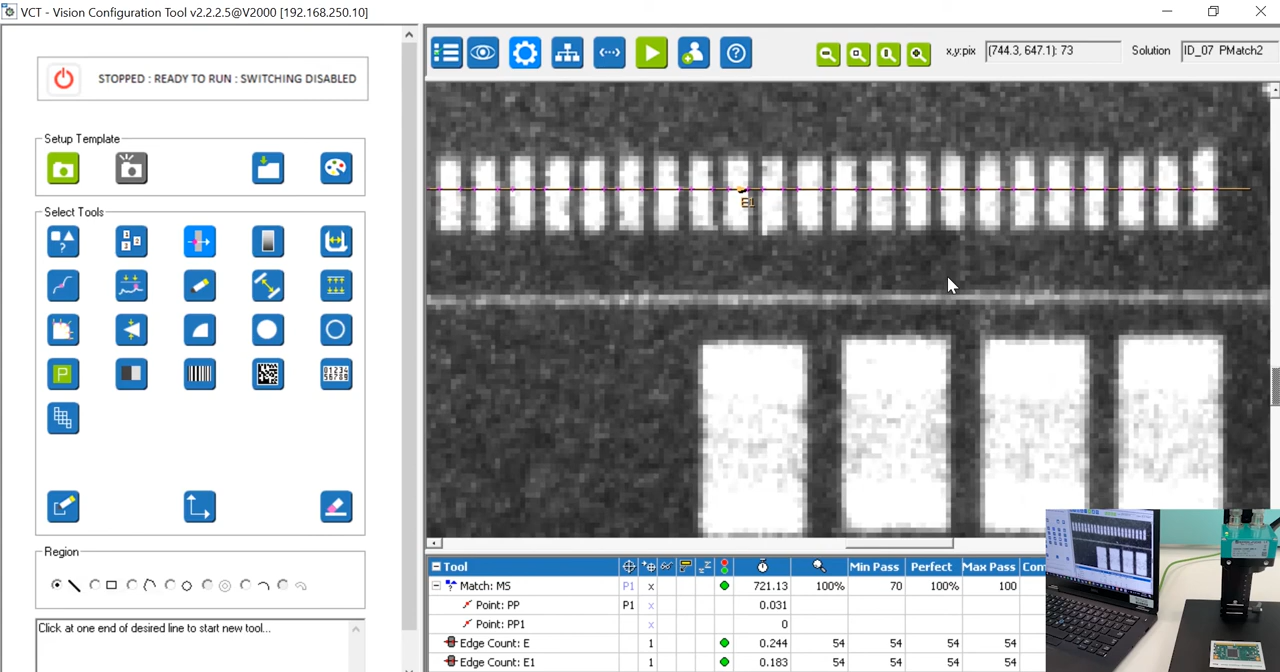 VCT - Vision Configuration Tool v2.2.2.5@V2000 [192.168.250.10]
STOPPED : READY TO RUN : SWITCHING DISABLED
x,y:pix
(744.3, 647.1): 73
Solution
ID_07 PMatch2
Setup Template
Select Tools
E1
Region
Click at one end of desired line to start new tool...
Tool Min Pass Perfect Max Pass Com
Match: MS P1 x 721.13 100% 70 100% 100
Point: PP P1 x 0.031
Point: PP1 x 0
Edge Count: E 1 0.244 54 54 54 54
Edge Count: E1 1 0.183 54 54 54 54